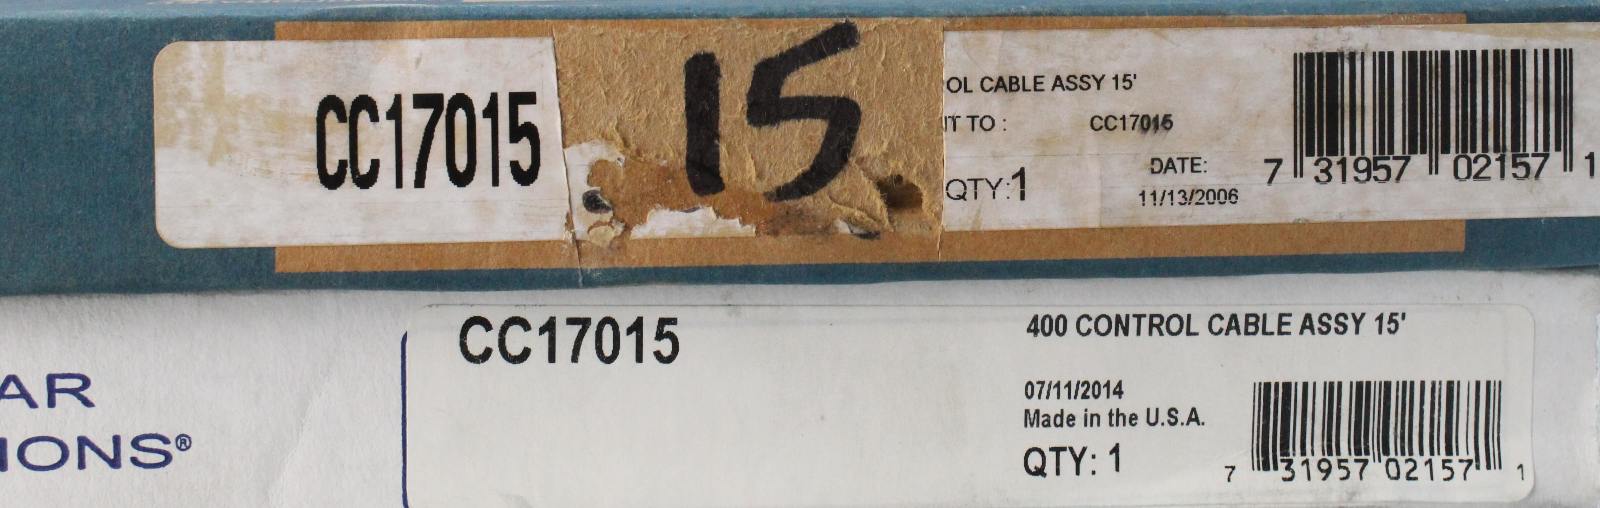 CC17015
15
OL CABLE ASSY 15'
TO : CC17015
QTY:1
DATE:
11/13/2006
7 31957 02157 1
AR
IONS®
CC17015
400 CONTROL CABLE ASSY 15'
07/11/2014
Made in the U.S.A.
QTY: 1
7 31957 02157 1